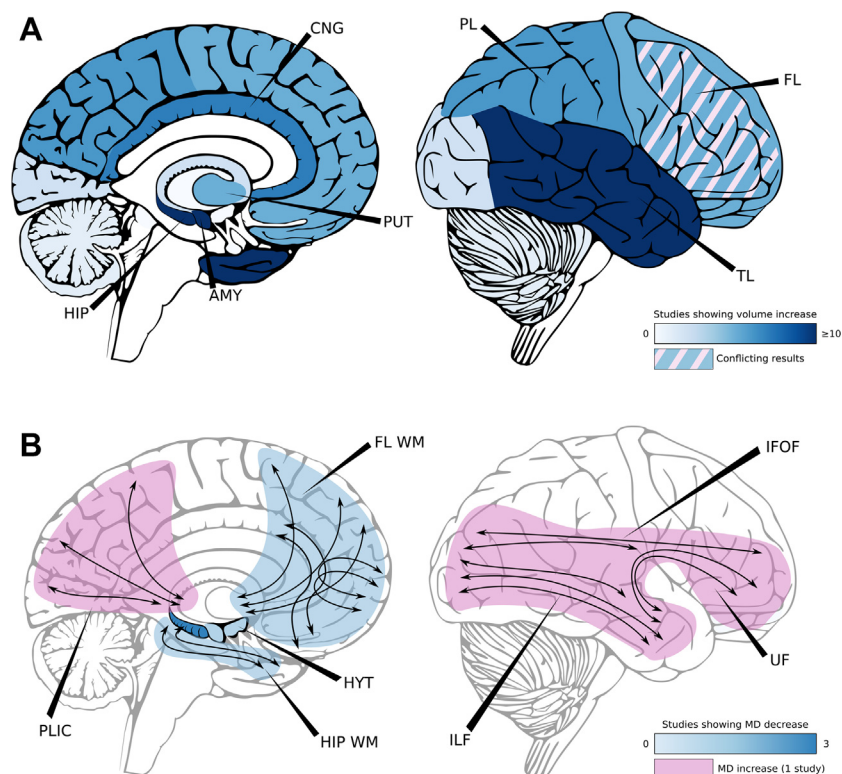 A
CNG
PL
FL
PUT
TL
AMY
HIP
Studies showing volume increase
0 ≥10
Conflicting results
B
FL WM
IFOF
HYT
UF
PLIC
HIP WM
ILF
Studies showing MD decrease
0 3
MD increase (1 study)